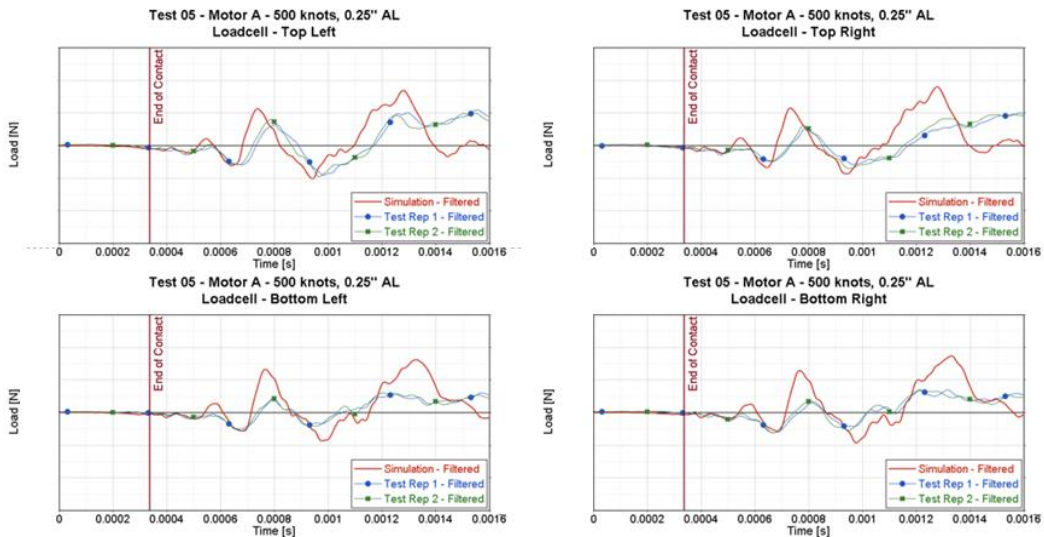 Test 05 - Motor A - 500 knots, 0.25" AL
Loadcell - Top Left
Load [N]
End of Contact
Simulation - Filtered
Test Rep 1 - Filtered
Test Rep 2 - Filtered
0 0.0002 0.0004 0.0006 0.0008 0.001 0.0012 0.0014 0.0016
Time [s]
Test 05 - Motor A - 500 knots, 0.25" AL
Loadcell - Top Right
Load [N]
End of Contact
Simulation - Filtered
Test Rep 1 - Filtered
Test Rep 2 - Filtered
0 0.0002 0.0004 0.0006 0.0008 0.001 0.0012 0.0014 0.0016
Time [s]
Test 05 - Motor A - 500 knots, 0.25" AL
Loadcell - Bottom Left
Load [N]
End of Contact
Simulation - Filtered
Test Rep 1 - Filtered
Test Rep 2 - Filtered
0 0.0002 0.0004 0.0006 0.0008 0.001 0.0012 0.0014 0.0016
Time [s]
Test 05 - Motor A - 500 knots, 0.25" AL
Loadcell - Bottom Right
Load [N]
End of Contact
Simulation - Filtered
Test Rep 1 - Filtered
Test Rep 2 - Filtered
0 0.0002 0.0004 0.0006 0.0008 0.001 0.0012 0.0014 0.0016
Time [s]